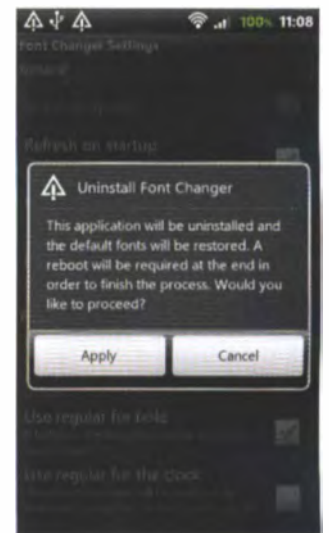 100% 11:08
Font Changer Settings
General
Refresh on startup
Uninstall Font Changer
This application will be uninstalled and
the default fonts will be restored. A
reboot will be required at the end in
order to finish the process. Would you
like to proceed?
Apply
Cancel
Use regular for bold
Use regular for the clock